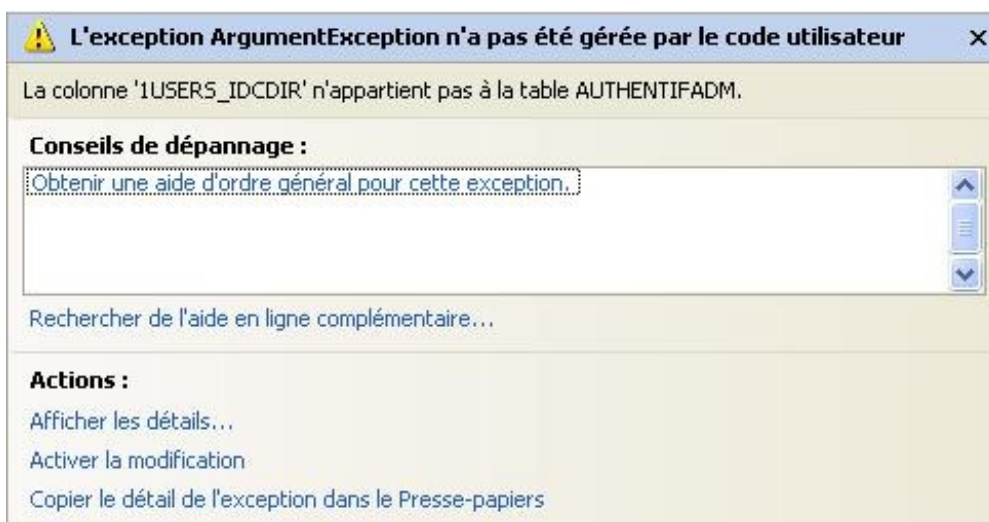 L'exception ArgumentException n'a pas été gérée par le code utilisateur
La colonne '1USERS_IDCDIR' n'appartient pas à la table AUTHENTIFADM.
Conseils de dépannage :
Obtenir une aide d'ordre général pour cette exception.
Rechercher de l'aide en ligne complémentaire...
Actions :
Afficher les détails...
Activer la modification
Copier le détail de l'exception dans le Presse-papiers